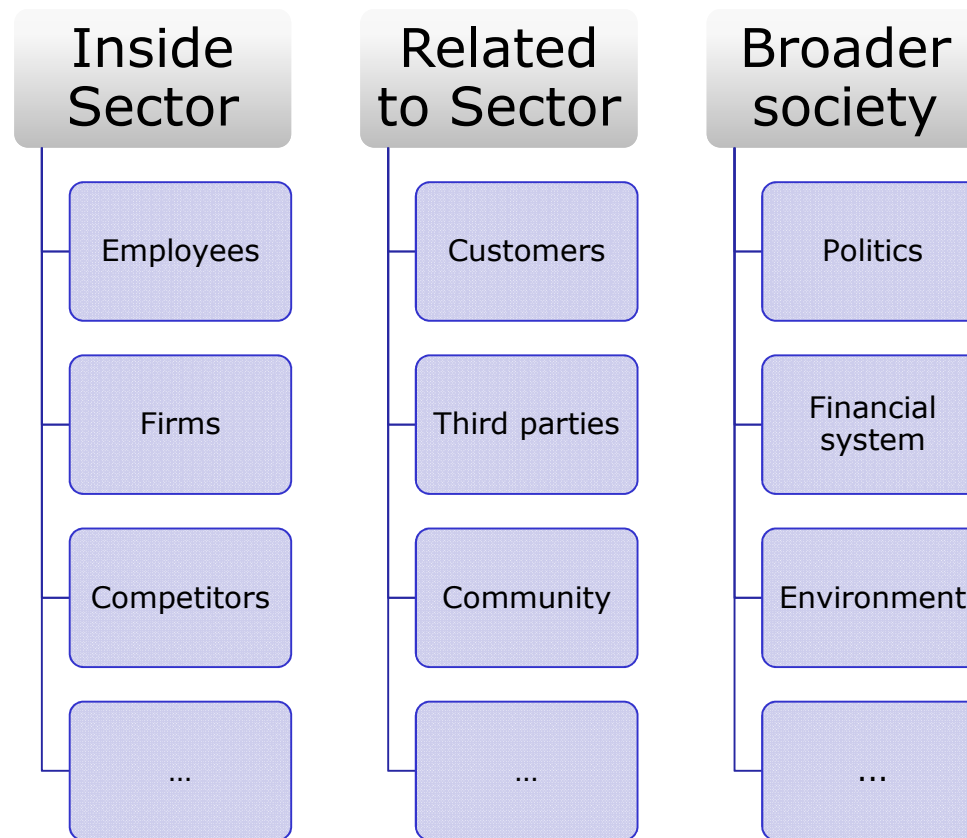 Inside
Sector
Employees
Firms
Competitors
...
Related
to Sector
Customers
Third parties
Community
...
Broader
society
Politics
Financial
system
Environment
...